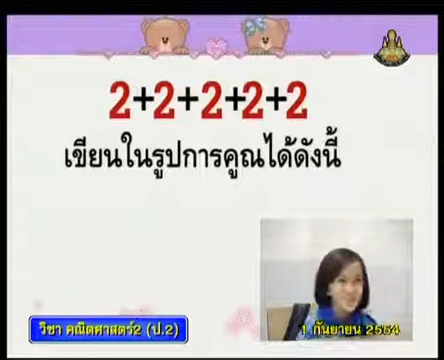 2+2+2+2+2
เขียนในรูปการคูณได้ดังนี้
วิชา คณิตศาสตร์2 (ป.2)
1 กันยายน 2554